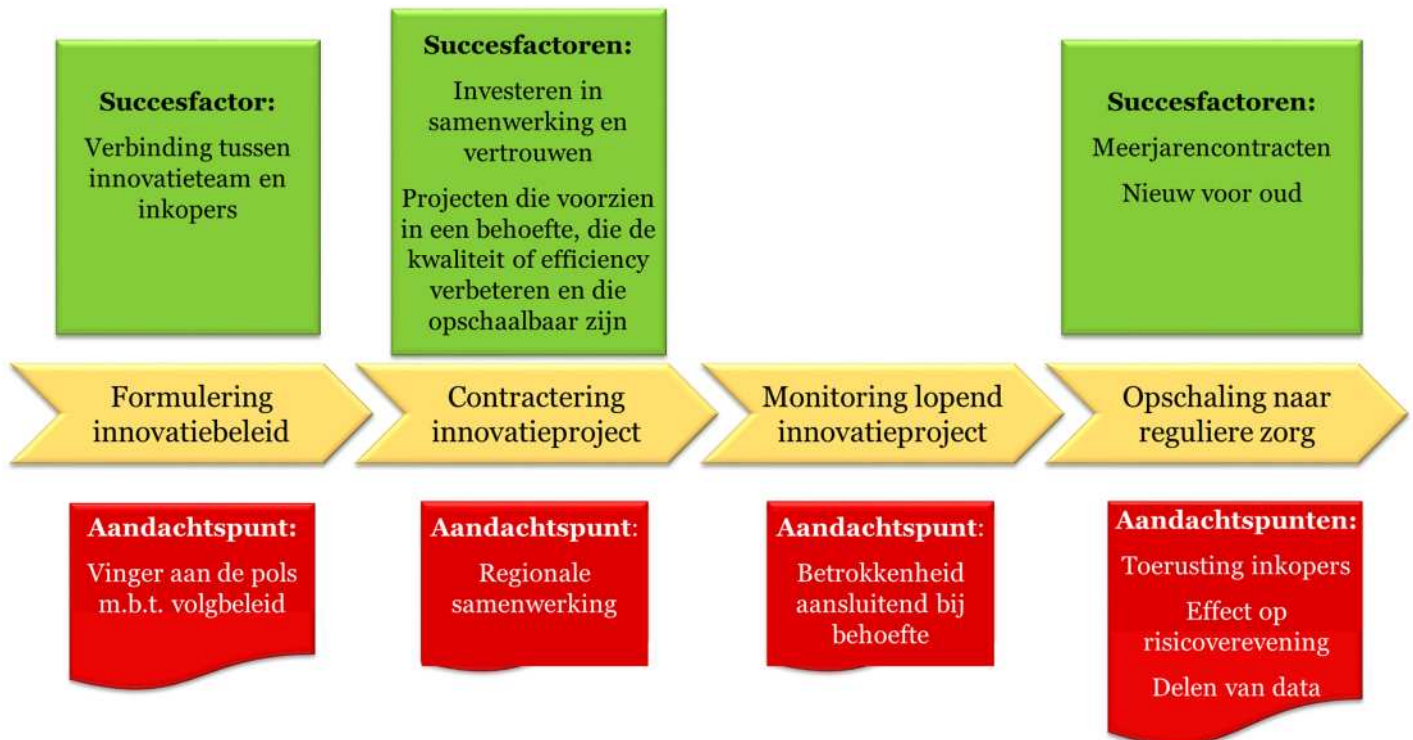 Succesfactor:
Verbinding tussen
innovatieteam en
inkopers
Succesfactoren:
Investeren in
samenwerking en
vertrouwen
Projecten die voorzien
in een behoefte, die de
kwaliteit of efficiency
verbeteren en die
opschaalbaar zijn
Succesfactoren:
Meerjarencontracten
Nieuw voor oud
Formulering
innovatiebeleid
Contractering
innovatieproject
Monitoring lopend
innovatieproject
Opschaling naar
reguliere zorg
Aandachtspunt:
Vinger aan de pols
m.b.t. volgbeleid
Aandachtspunt:
Regionale
samenwerking
Aandachtspunt:
Betrokkenheid
aansluitend bij
behoefte
Aandachtspunten:
Toerusting inkopers
Effect op
risicoverevening
Delen van data